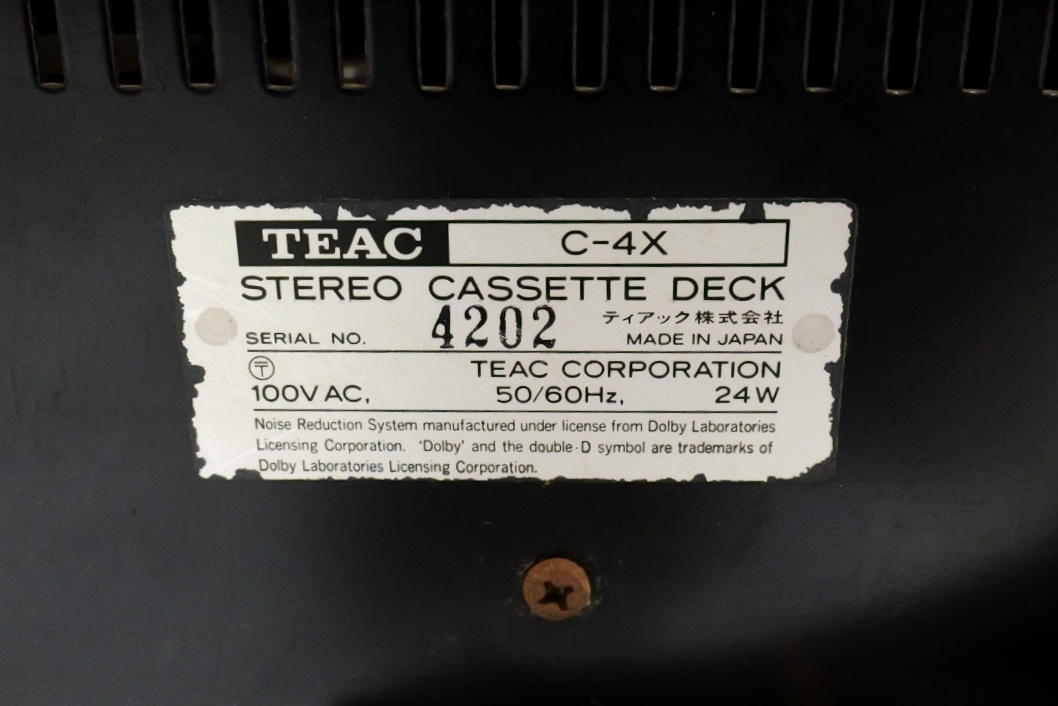 TEAC C-4X
STEREO CASSETTE DECK
ティアック株式会社
SERIAL NO. 4202 MADE IN JAPAN
〒 TEAC CORPORATION
100V AC, 50/60Hz, 24W
Noise Reduction System manufactured under license from Dolby Laboratories
Licensing Corporation. 'Dolby' and the double-D symbol are trademarks of
Dolby Laboratories Licensing Corporation.